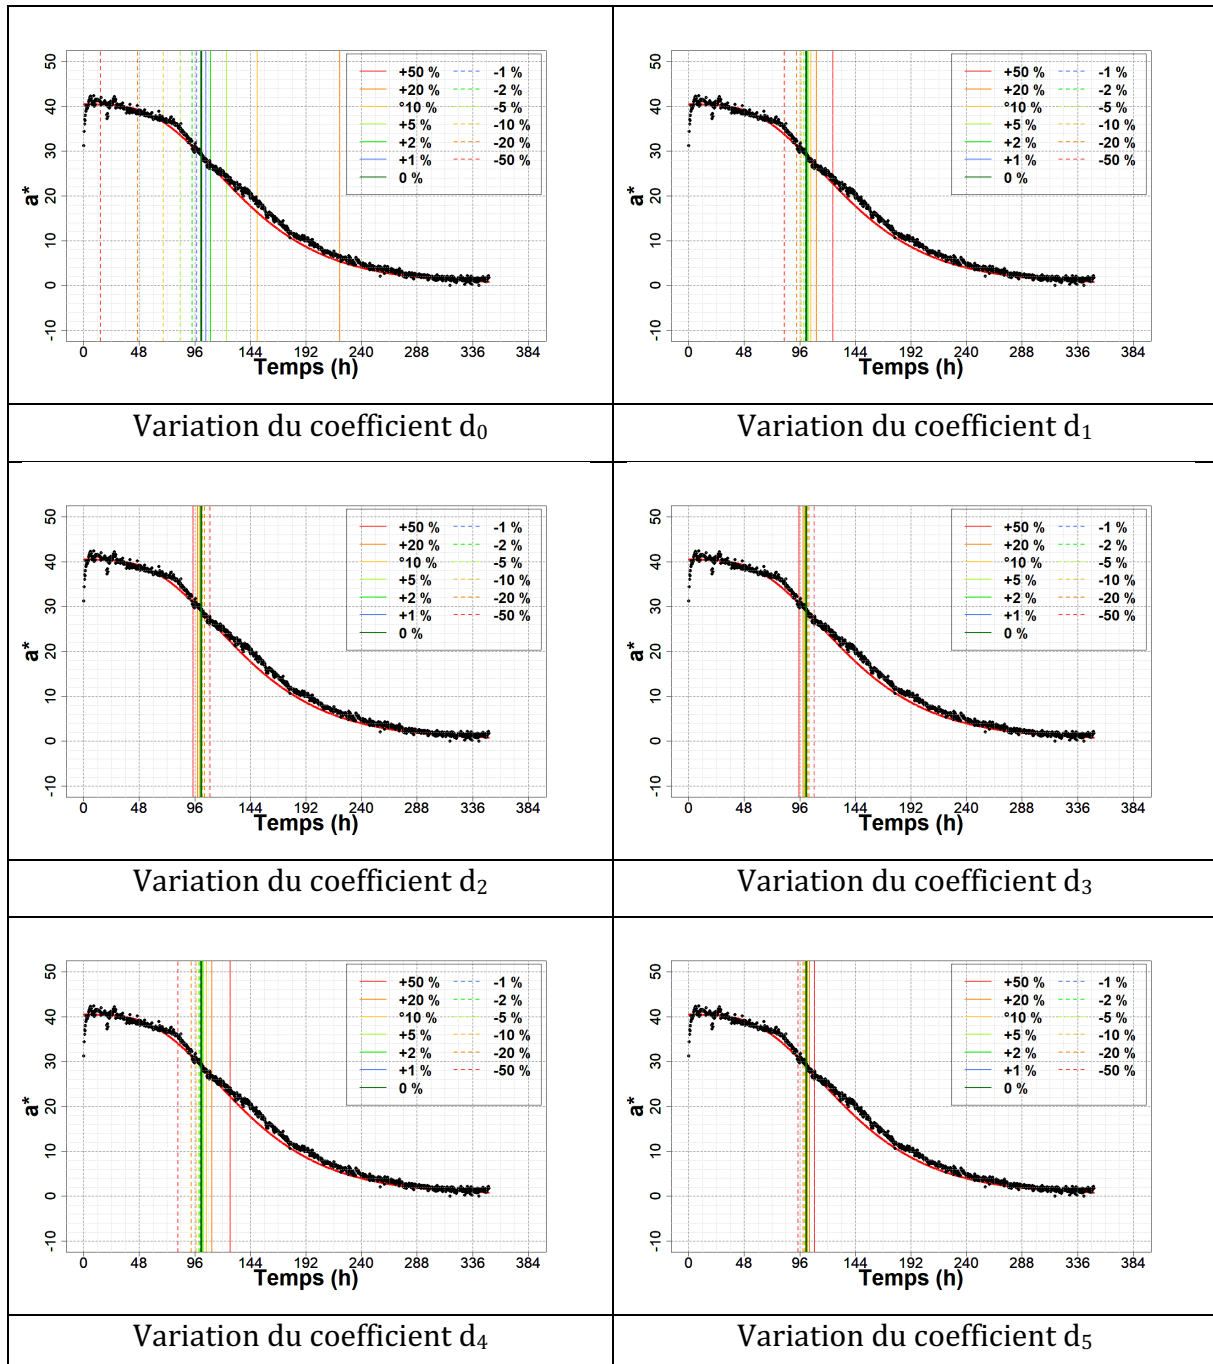 50
40
30
20
10
0
-10
a*
+50 % -1 %
+20 % -2 %
°10 % -5 %
+5 % -10 %
+2 % -20 %
+1 % -50 %
0 %
0 48 96 144 192 240 288 336 384
Temps (h)
50
40
30
20
10
0
-10
a*
+50 % -1 %
+20 % -2 %
°10 % -5 %
+5 % -10 %
+2 % -20 %
+1 % -50 %
0 %
0 48 96 144 192 240 288 336 384
Temps (h)
Variation du coefficient d₀
Variation du coefficient d₁
50
40
30
20
10
0
-10
a*
+50 % -1 %
+20 % -2 %
°10 % -5 %
+5 % -10 %
+2 % -20 %
+1 % -50 %
0 %
0 48 96 144 192 240 288 336 384
Temps (h)
50
40
30
20
10
0
-10
a*
+50 % -1 %
+20 % -2 %
°10 % -5 %
+5 % -10 %
+2 % -20 %
+1 % -50 %
0 %
0 48 96 144 192 240 288 336 384
Temps (h)
Variation du coefficient d₂
Variation du coefficient d₃
50
40
30
20
10
0
-10
a*
+50 % -1 %
+20 % -2 %
°10 % -5 %
+5 % -10 %
+2 % -20 %
+1 % -50 %
0 %
0 48 96 144 192 240 288 336 384
Temps (h)
50
40
30
20
10
0
-10
a*
+50 % -1 %
+20 % -2 %
°10 % -5 %
+5 % -10 %
+2 % -20 %
+1 % -50 %
0 %
0 48 96 144 192 240 288 336 384
Temps (h)
Variation du coefficient d₄
Variation du coefficient d₅